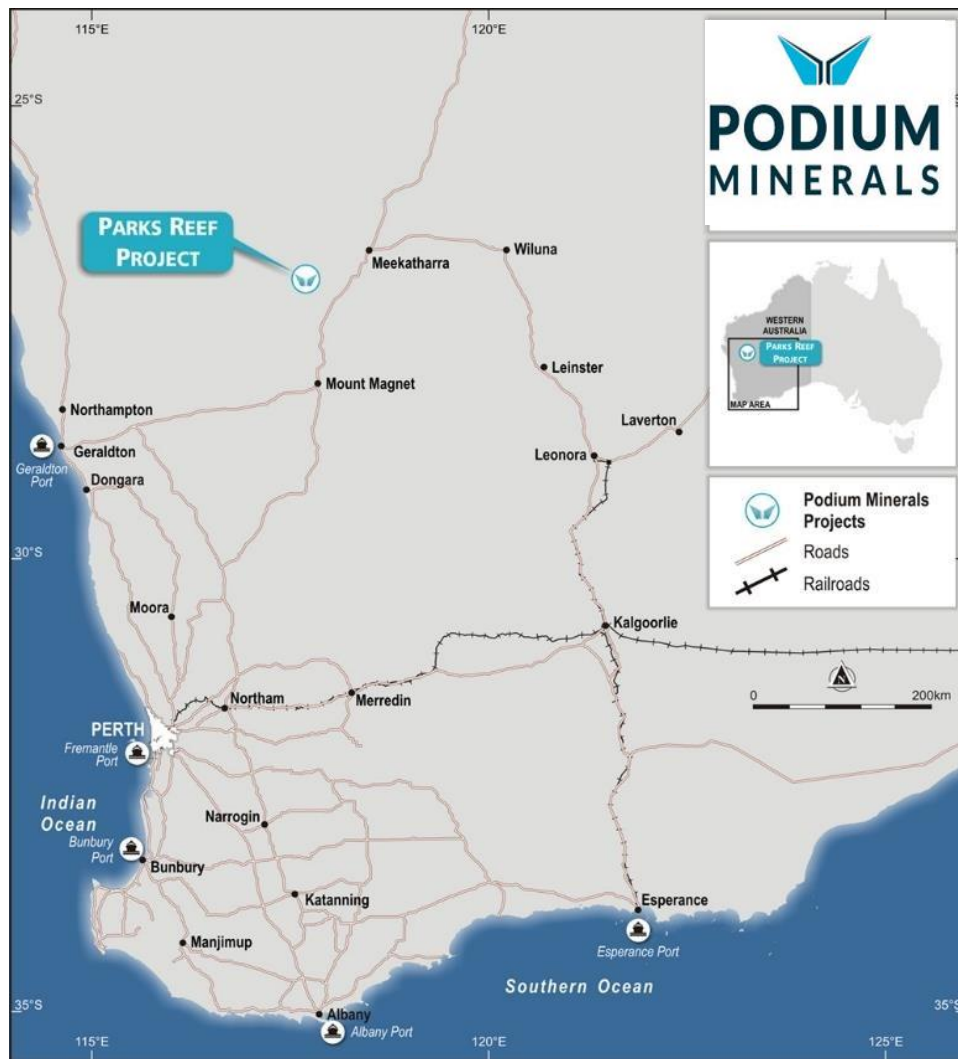 115°E
120°E
25°S
PODIUM
MINERALS
PARKS REEF
PROJECT
Meekatharra
Wiluna
WESTERN
AUSTRALIA
PARKS REEF
PROJECT
MAP AREA
Mount Magnet
Leinster
Northampton
Laverton
Geraldton
Geraldton
Port
Leonora
Dongara
Podium Minerals
Projects
Roads
Railroads
30°S
Moora
Kalgoorlie
Northam
Merredin
0
200km
PERTH
Fremantle
Port
Indian
Ocean
Narrogin
Bunbury
Port
Bunbury
Katanning
Esperance
Manjimup
Esperance Port
Southern Ocean
35°S
35°S
Albany
Albany Port
115°E
120°E
125°E